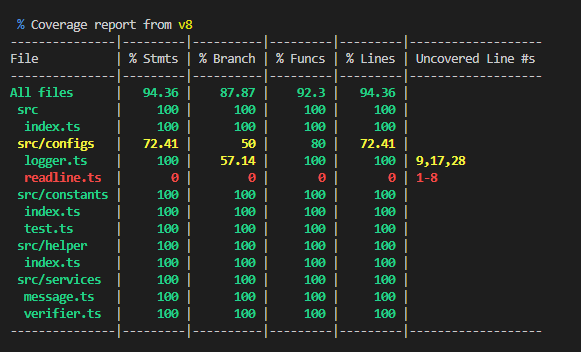 % Coverage report from v8
---------------|---------|----------|---------|---------|-------------------
File           | % Stmts | % Branch | % Funcs | % Lines | Uncovered Line #s
---------------|---------|----------|---------|---------|-------------------
All files      |   94.36 |    87.87 |    92.3 |   94.36 |
 src           |     100 |      100 |     100 |     100 |
  index.ts     |     100 |      100 |     100 |     100 |
 src/configs   |   72.41 |       50 |      80 |   72.41 |
  logger.ts    |     100 |    57.14 |     100 |     100 | 9,17,28
  readline.ts  |       0 |        0 |       0 |       0 | 1-8
 src/constants |     100 |      100 |     100 |     100 |
  index.ts     |     100 |      100 |     100 |     100 |
  test.ts      |     100 |      100 |     100 |     100 |
 src/helper    |     100 |      100 |     100 |     100 |
  index.ts     |     100 |      100 |     100 |     100 |
 src/services  |     100 |      100 |     100 |     100 |
  message.ts   |     100 |      100 |     100 |     100 |
  verifier.ts  |     100 |      100 |     100 |     100 |
---------------|---------|----------|---------|---------|-------------------